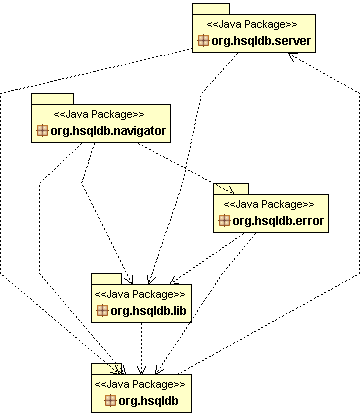 <<Java Package>>
org.hsqldb.server
<<Java Package>>
org.hsqldb.navigator
<<Java Package>>
org.hsqldb.error
<<Java Package>>
org.hsqldb.lib
<<Java Package>>
org.hsqldb